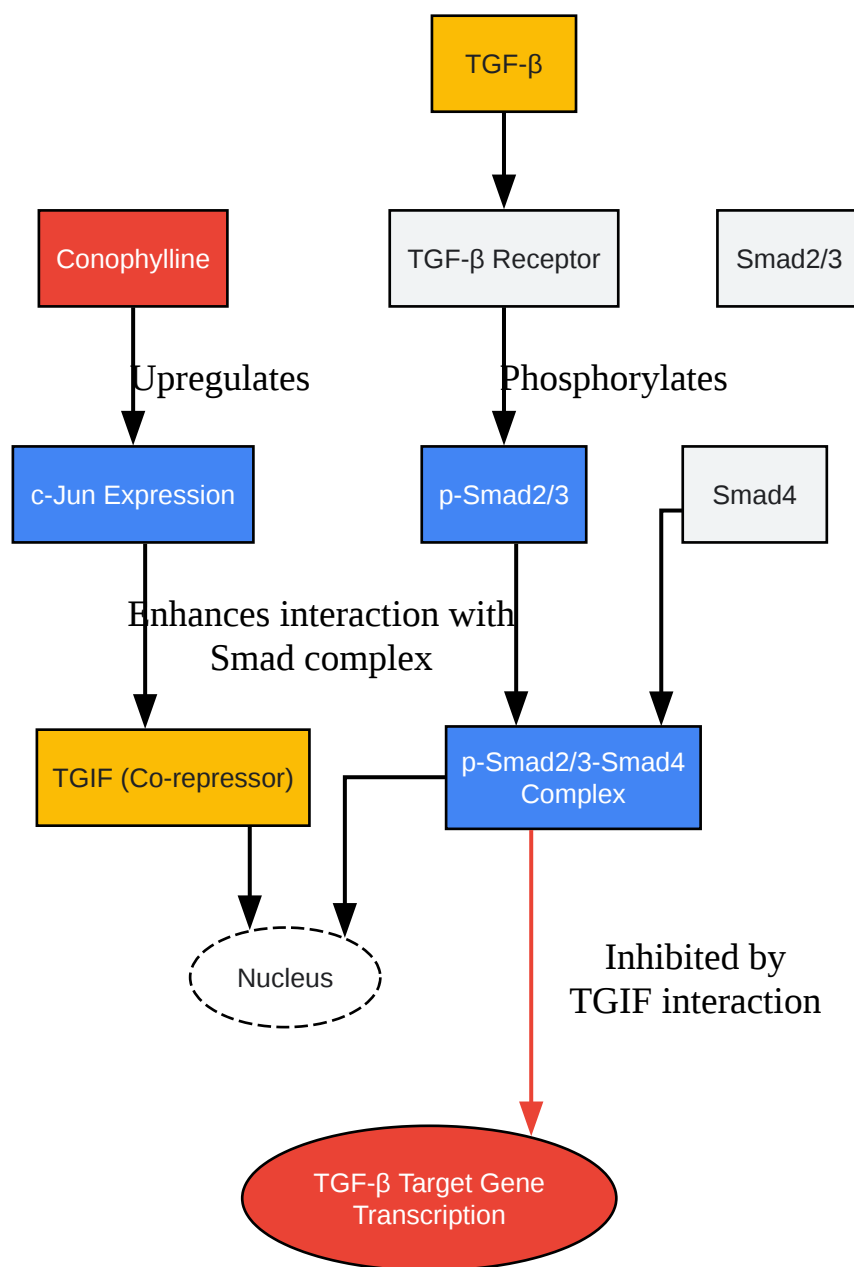 TGF-β
Conophylline
TGF-β Receptor
Smad2/3
Upregulates
Phosphorylates
c-Jun Expression
p-Smad2/3
Smad4
Enhances interaction with
Smad complex
TGIF (Co-repressor)
p-Smad2/3-Smad4
Complex
Nucleus
Inhibited by
TGIF interaction
TGF-β Target Gene
Transcription